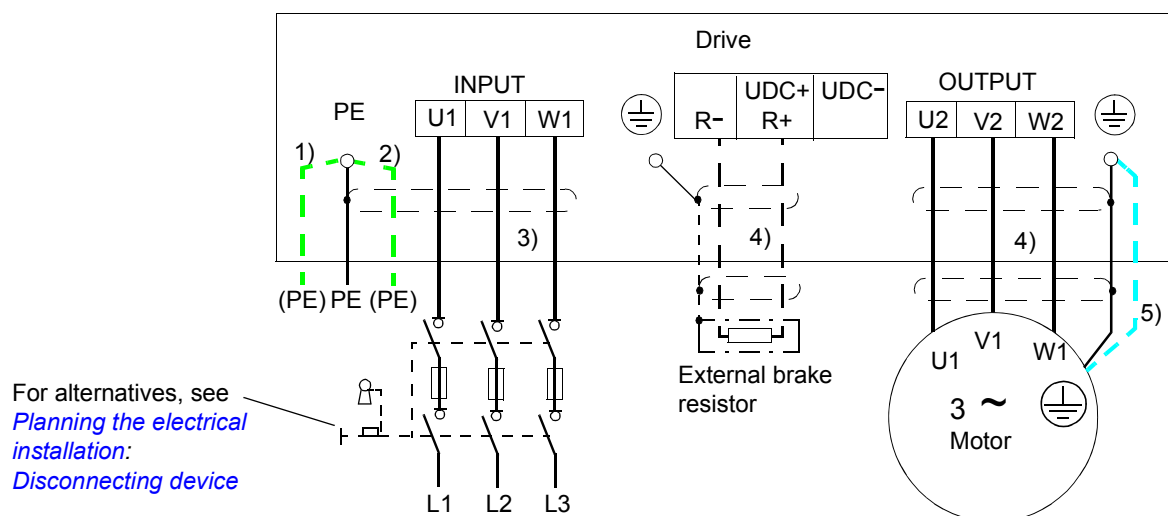 Drive
INPUT
OUTPUT
PE
U1 V1 W1
R- UDC+ R+ UDC-
U2 V2 W2
1) 2)
3)
4)
4)
5)
(PE) PE (PE)
For alternatives, see
Planning the electrical
installation:
Disconnecting device
External brake
resistor
U1 V1 W1
3 ~
Motor
L1 L2 L3